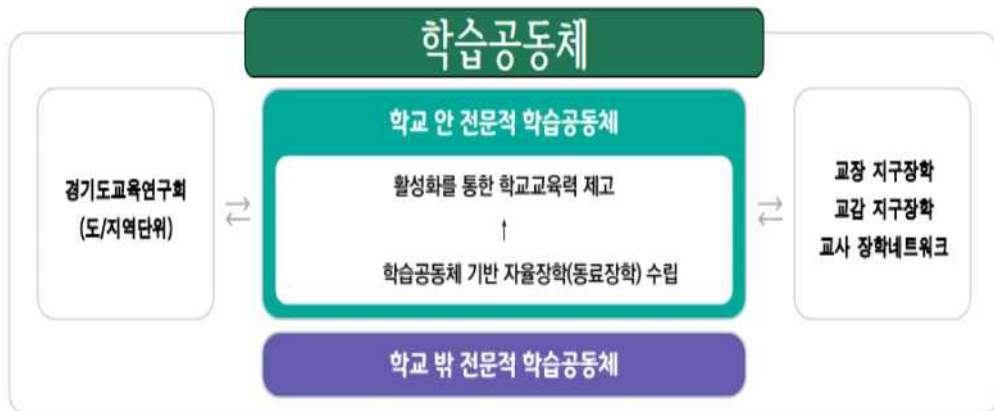 학습공동체
경기도교육연구회
(도/지역단위)
학교 안 전문적 학습공동체
활성화를 통한 학교교육력 제고
↑
학습공동체 기반 자율장학(동료장학) 수립
교장 지구장학
교감 지구장학
교사 장학네트워크
학교 밖 전문적 학습공동체